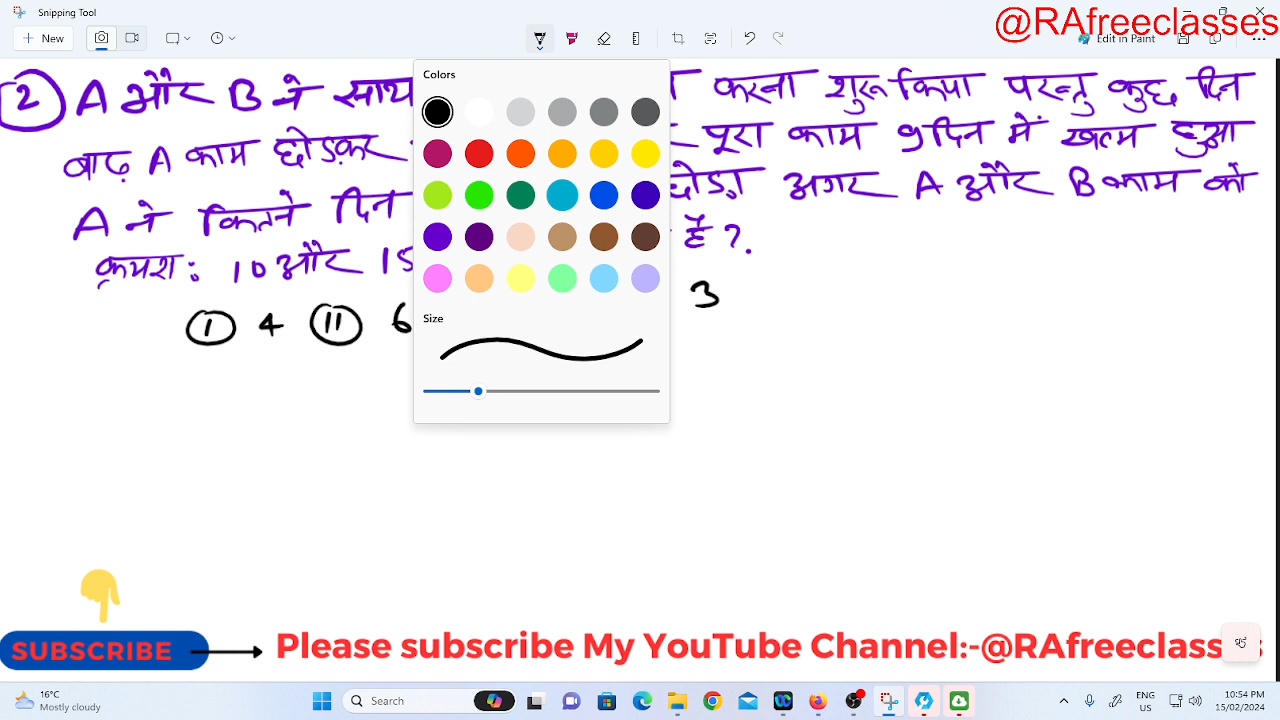 Snipping Tool
@RAfreeclasses
New
Edit in Paint
Colors
2 A और B ने साथ करना शुरू किया परन्तु कुछ दिन
बाद A काम छोड़कर पूरा काम 9 दिन में खत्म हुआ
A ने कितने दिन छोड़ा अगर A और B काम को
क्रमशः 10 और 15 है ?.
1 4 11 6 3
Size
SUBSCRIBE
Please subscribe My YouTube Channel:-@RAfreeclasses
16°C
Mostly cloudy
Search
ENG
US
10:54 PM
15/02/2024